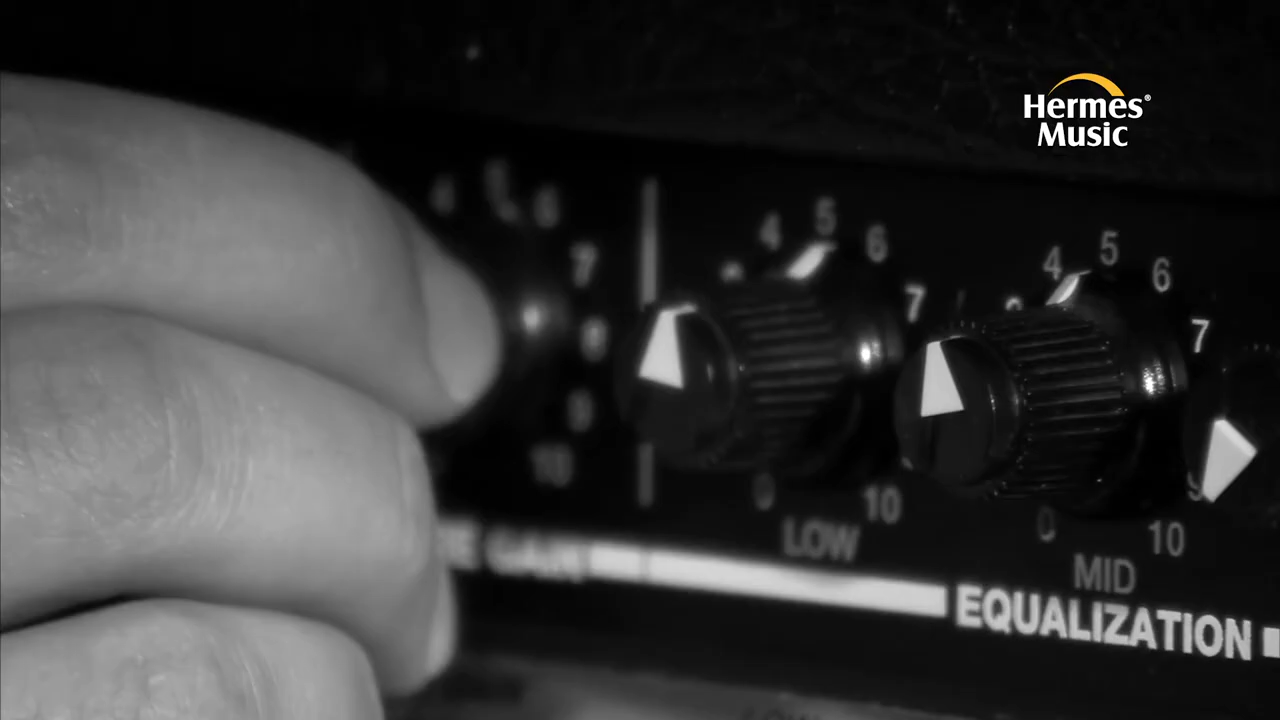 Hermes®
Music
4 5 6
7
8
9
10
4 5 6
7
0 10
LOW
4 5 6
7
0 10
MID
GAIN
EQUALIZATION